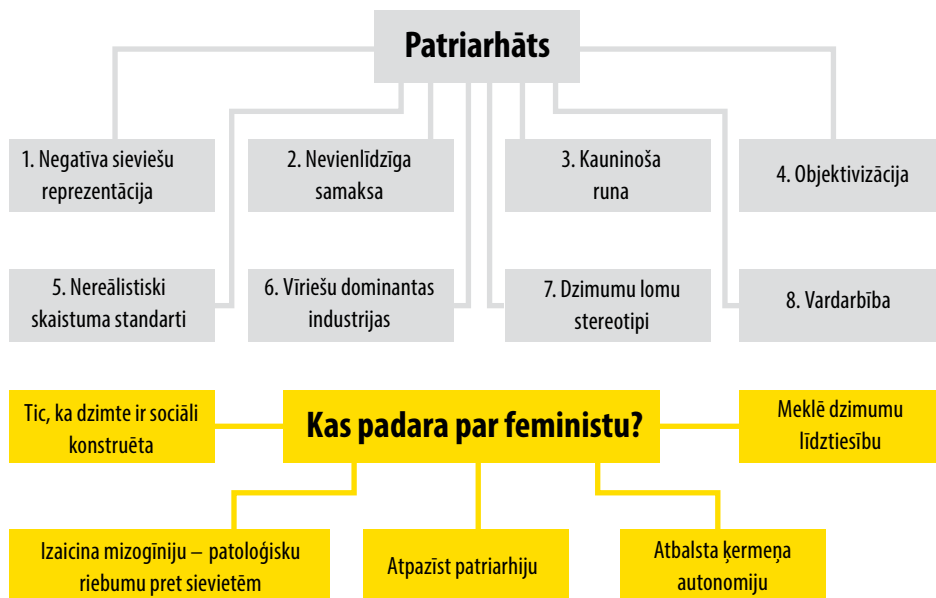 Patriarhāts
1. Negatīva sieviešu
reprezentācija
2. Nevienlīdzīga
samaksa
3. Kauninoša
runa
4. Objektivizācija
5. Nereālistiski
skaistuma standarti
6. Vīriešu dominantas
industrijas
7. Dzimumu lomu
stereotipi
8. Vardarbība
Tic, ka dzimte ir sociāli
konstruēta
Kas padara par feministu?
Meklē dzimumu
līdztiesību
Izaicina mizogīniju – patoloģisku
riebumu pret sievietēm
Atpazīst patriarhiju
Atbalsta ķermeņa
autonomiju